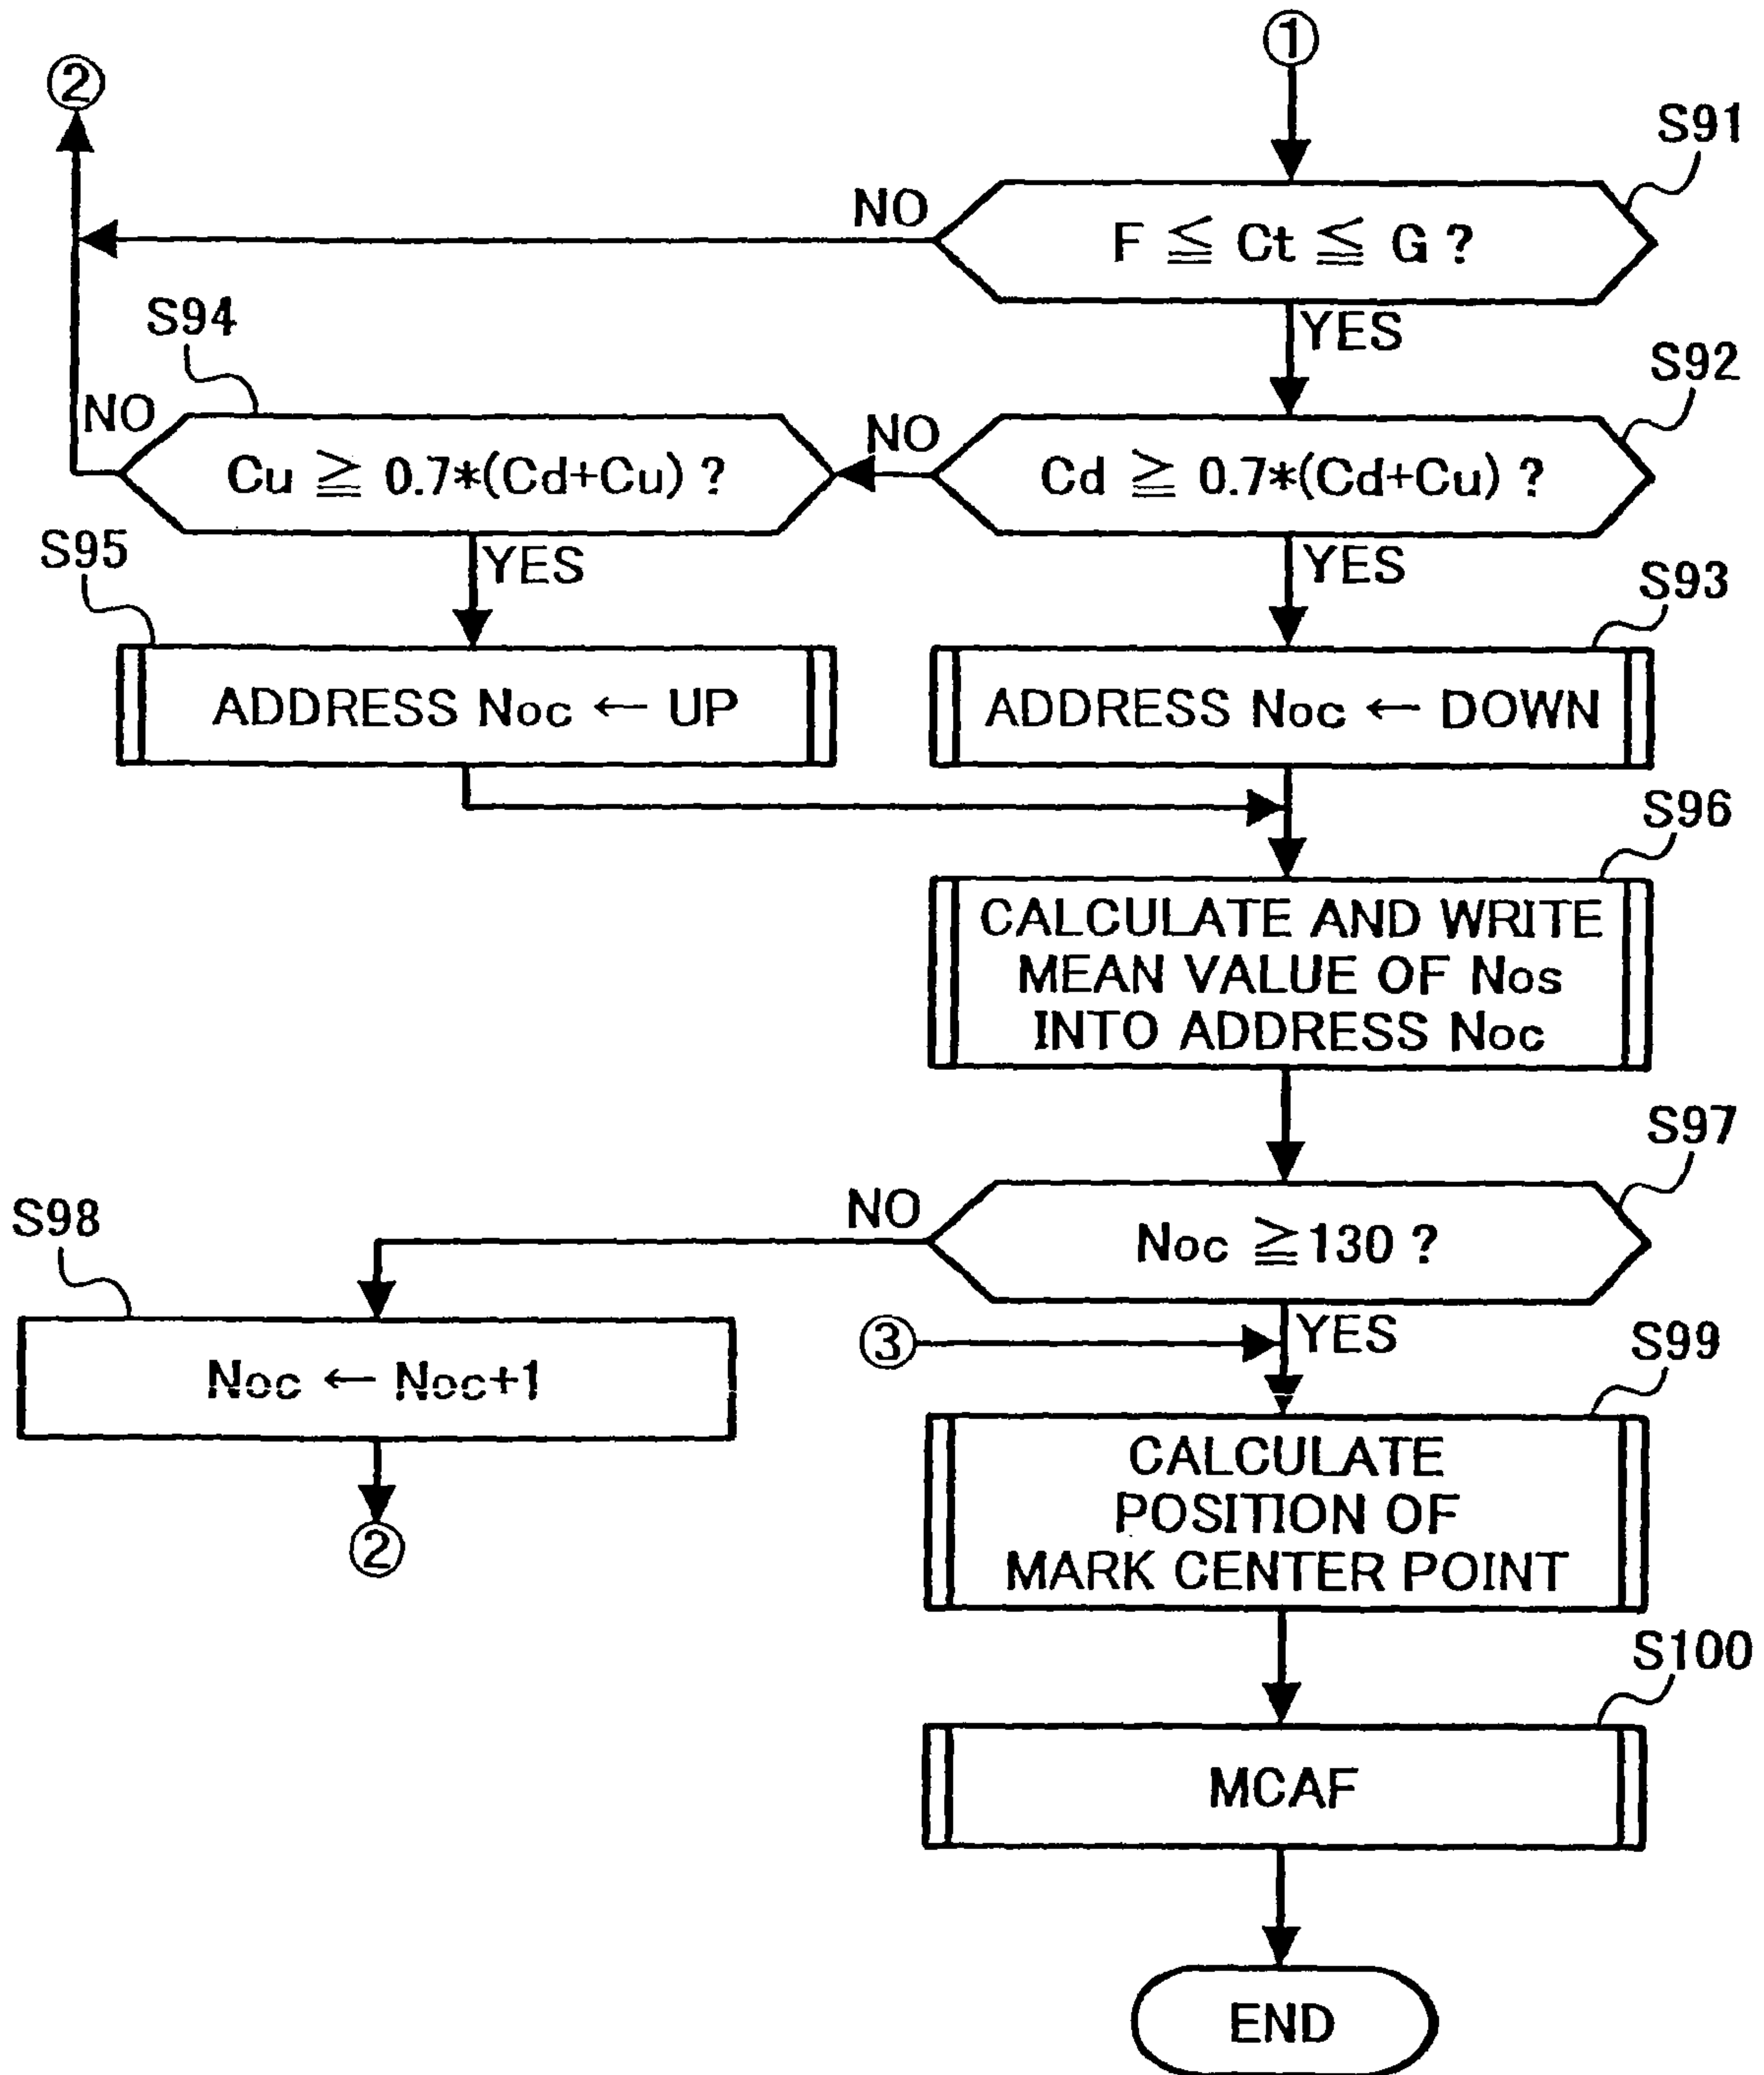 ①
②
S91
NO
F ≦ Ct ≦ G ?
YES
S94
S92
NO
Cu ≧ 0.7*(Cd+Cu) ?
NO
Cd ≧ 0.7*(Cd+Cu) ?
S95
YES
YES
S93
ADDRESS Noc ← UP
ADDRESS Noc ← DOWN
S96
CALCULATE AND WRITE
MEAN VALUE OF Nos
INTO ADDRESS Noc
S97
S98
NO
Noc ≧130 ?
③
YES
S99
Noc ← Noc+1
②
CALCULATE
POSITION OF
MARK CENTER POINT
S100
MCAF
END